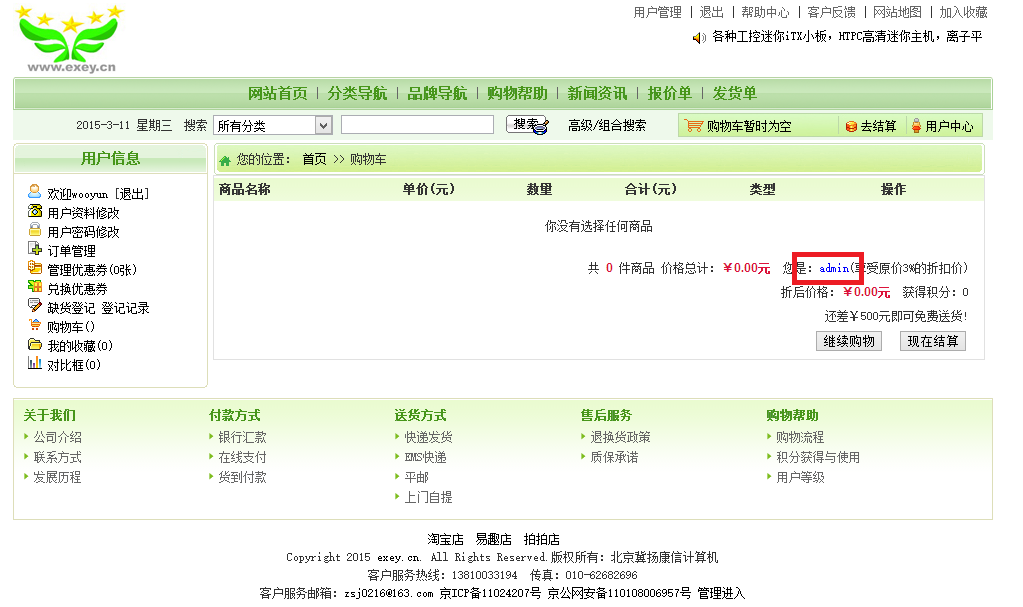 www.exey.cn
用户管理 | 退出 | 帮助中心 | 客户反馈 | 网站地图 | 加入收藏
各种工控迷你iTX小板，HTPC高清迷你主机，离子平
网站首页 | 分类导航 | 品牌导航 | 购物帮助 | 新闻资讯 | 报价单 | 发货单
2015-3-11 星期三 搜索 所有分类 搜索 高级/组合搜索 购物车暂时为空 去结算 用户中心
用户信息
您的位置： 首页 >> 购物车
欢迎wooyun [退出]
用户资料修改
用户密码修改
订单管理
管理优惠券(0张)
兑换优惠券
缺货登记 登记记录
购物车()
我的收藏(0)
对比框(0)
商品名称 单价(元) 数量 合计(元) 类型 操作
你没有选择任何商品
共 0 件商品 价格总计：￥0.00元 您是：admin(享受原价3%的折扣价)
折后价格：￥0.00元 获得积分：0
还差￥500元即可免费送货!
继续购物 现在结算
关于我们 付款方式 送货方式 售后服务 购物帮助
公司介绍 银行汇款 快递发货 退换货政策 购物流程
联系方式 在线支付 EMS快递 质保承诺 积分获得与使用
发展历程 货到付款 平邮 用户等级
上门自提
淘宝店 易趣店 拍拍店
Copyright 2015 exey.cn. All Rights Reserved.版权所有：北京冀扬康信计算机
客户服务热线：13810033194 传真：010-62682696
客户服务邮箱：zsj0216@163.com 京ICP备11024207号 京公网安备110108006957号 管理进入